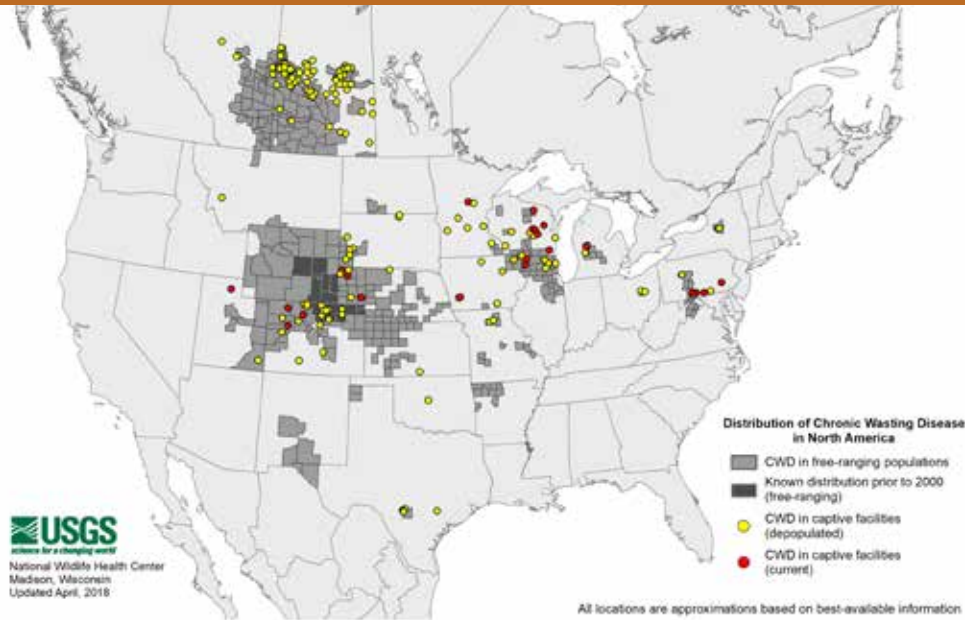 Distribution of Chronic Wasting Disease
in North America
CWD in free-ranging populations
Known distribution prior to 2000
(free-ranging)
CWD in captive facilities
(depopulated)
CWD in captive facilities
(current)
USGS
science for a changing world
National Wildlife Health Center
Madison, Wisconsin
Updated April, 2018
All locations are approximations based on best-available information